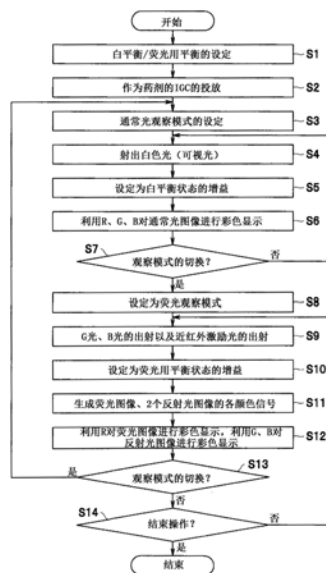 开始
白平衡/荧光用平衡的设定
S1
作为药剂的IGC的投放
S2
通常光观察模式的设定
S3
射出白色光（可视光）
S4
设定为白平衡状态的增益
S5
利用R、G、B对通常光图像进行彩色显示
S6
S7
观察模式的切换？
否
是
设定为荧光观察模式
S8
G光、B光的出射以及近红外激励光的出射
S9
设定为荧光用平衡状态的增益
S10
生成荧光图像、2个反射光图像的各颜色信号
S11
利用R对荧光图像进行彩色显示，利用G、B对
反射光图像进行彩色显示
S12
是
观察模式的切换？
S13
否
S14
结束操作？
否
是
结束